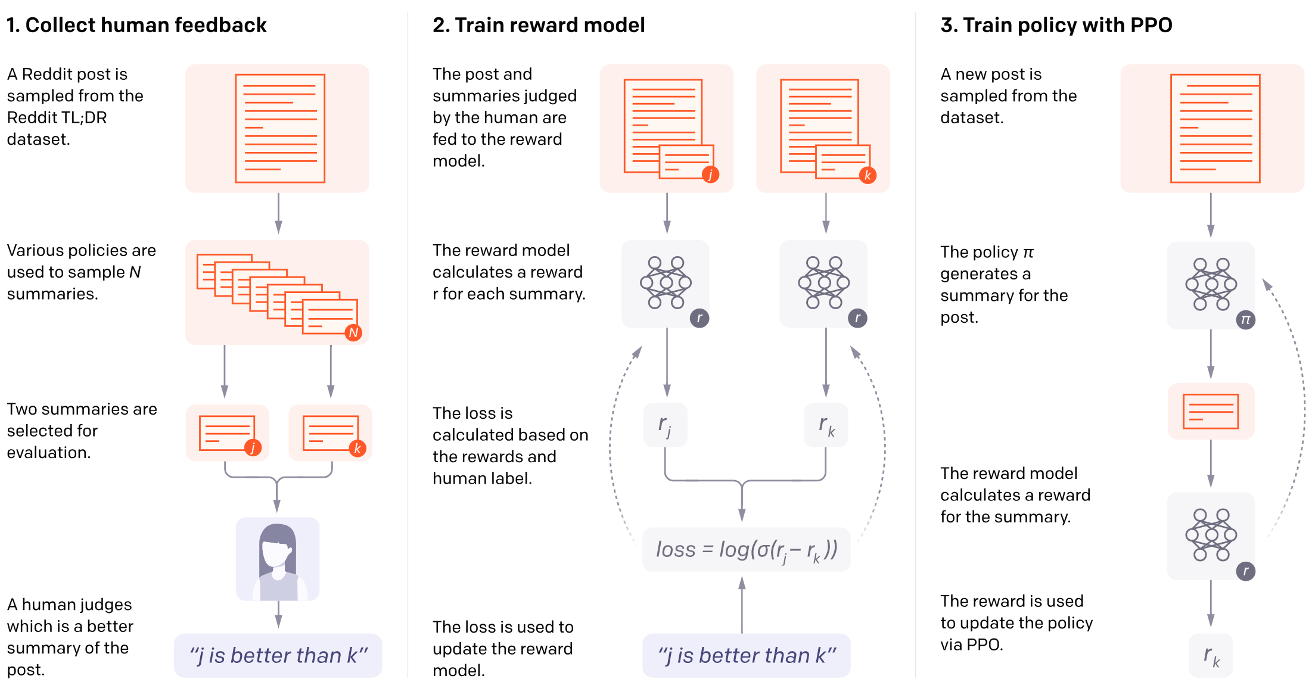 1. Collect human feedback
A Reddit post is
sampled from the
Reddit TL;DR
dataset.
Various policies are
used to sample N
summaries.
N
Two summaries are
selected for
evaluation.
j
k
A human judges
which is a better
summary of the
post.
“j is better than k”
2. Train reward model
The post and
summaries judged
by the human are
fed to the reward
model.
j
k
The reward model
calculates a reward
r for each summary.
r
r
The loss is
calculated based on
the rewards and
human label.
r_j
r_k
loss = log(σ(r_j – r_k))
The loss is used to
update the reward
model.
“j is better than k”
3. Train policy with PPO
A new post is
sampled from the
dataset.
The policy π
generates a
summary for the
post.
π
The reward model
calculates a reward
for the summary.
r
The reward is used
to update the policy
via PPO.
r_k